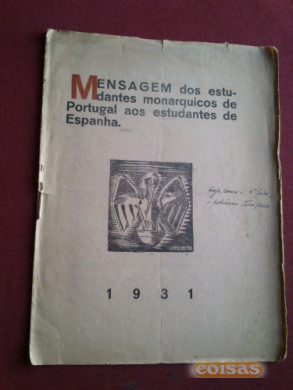 MENSAGEM dos estu-
dantes monarquicos de
Portugal aos estudantes de
Espanha.
1931
coisas